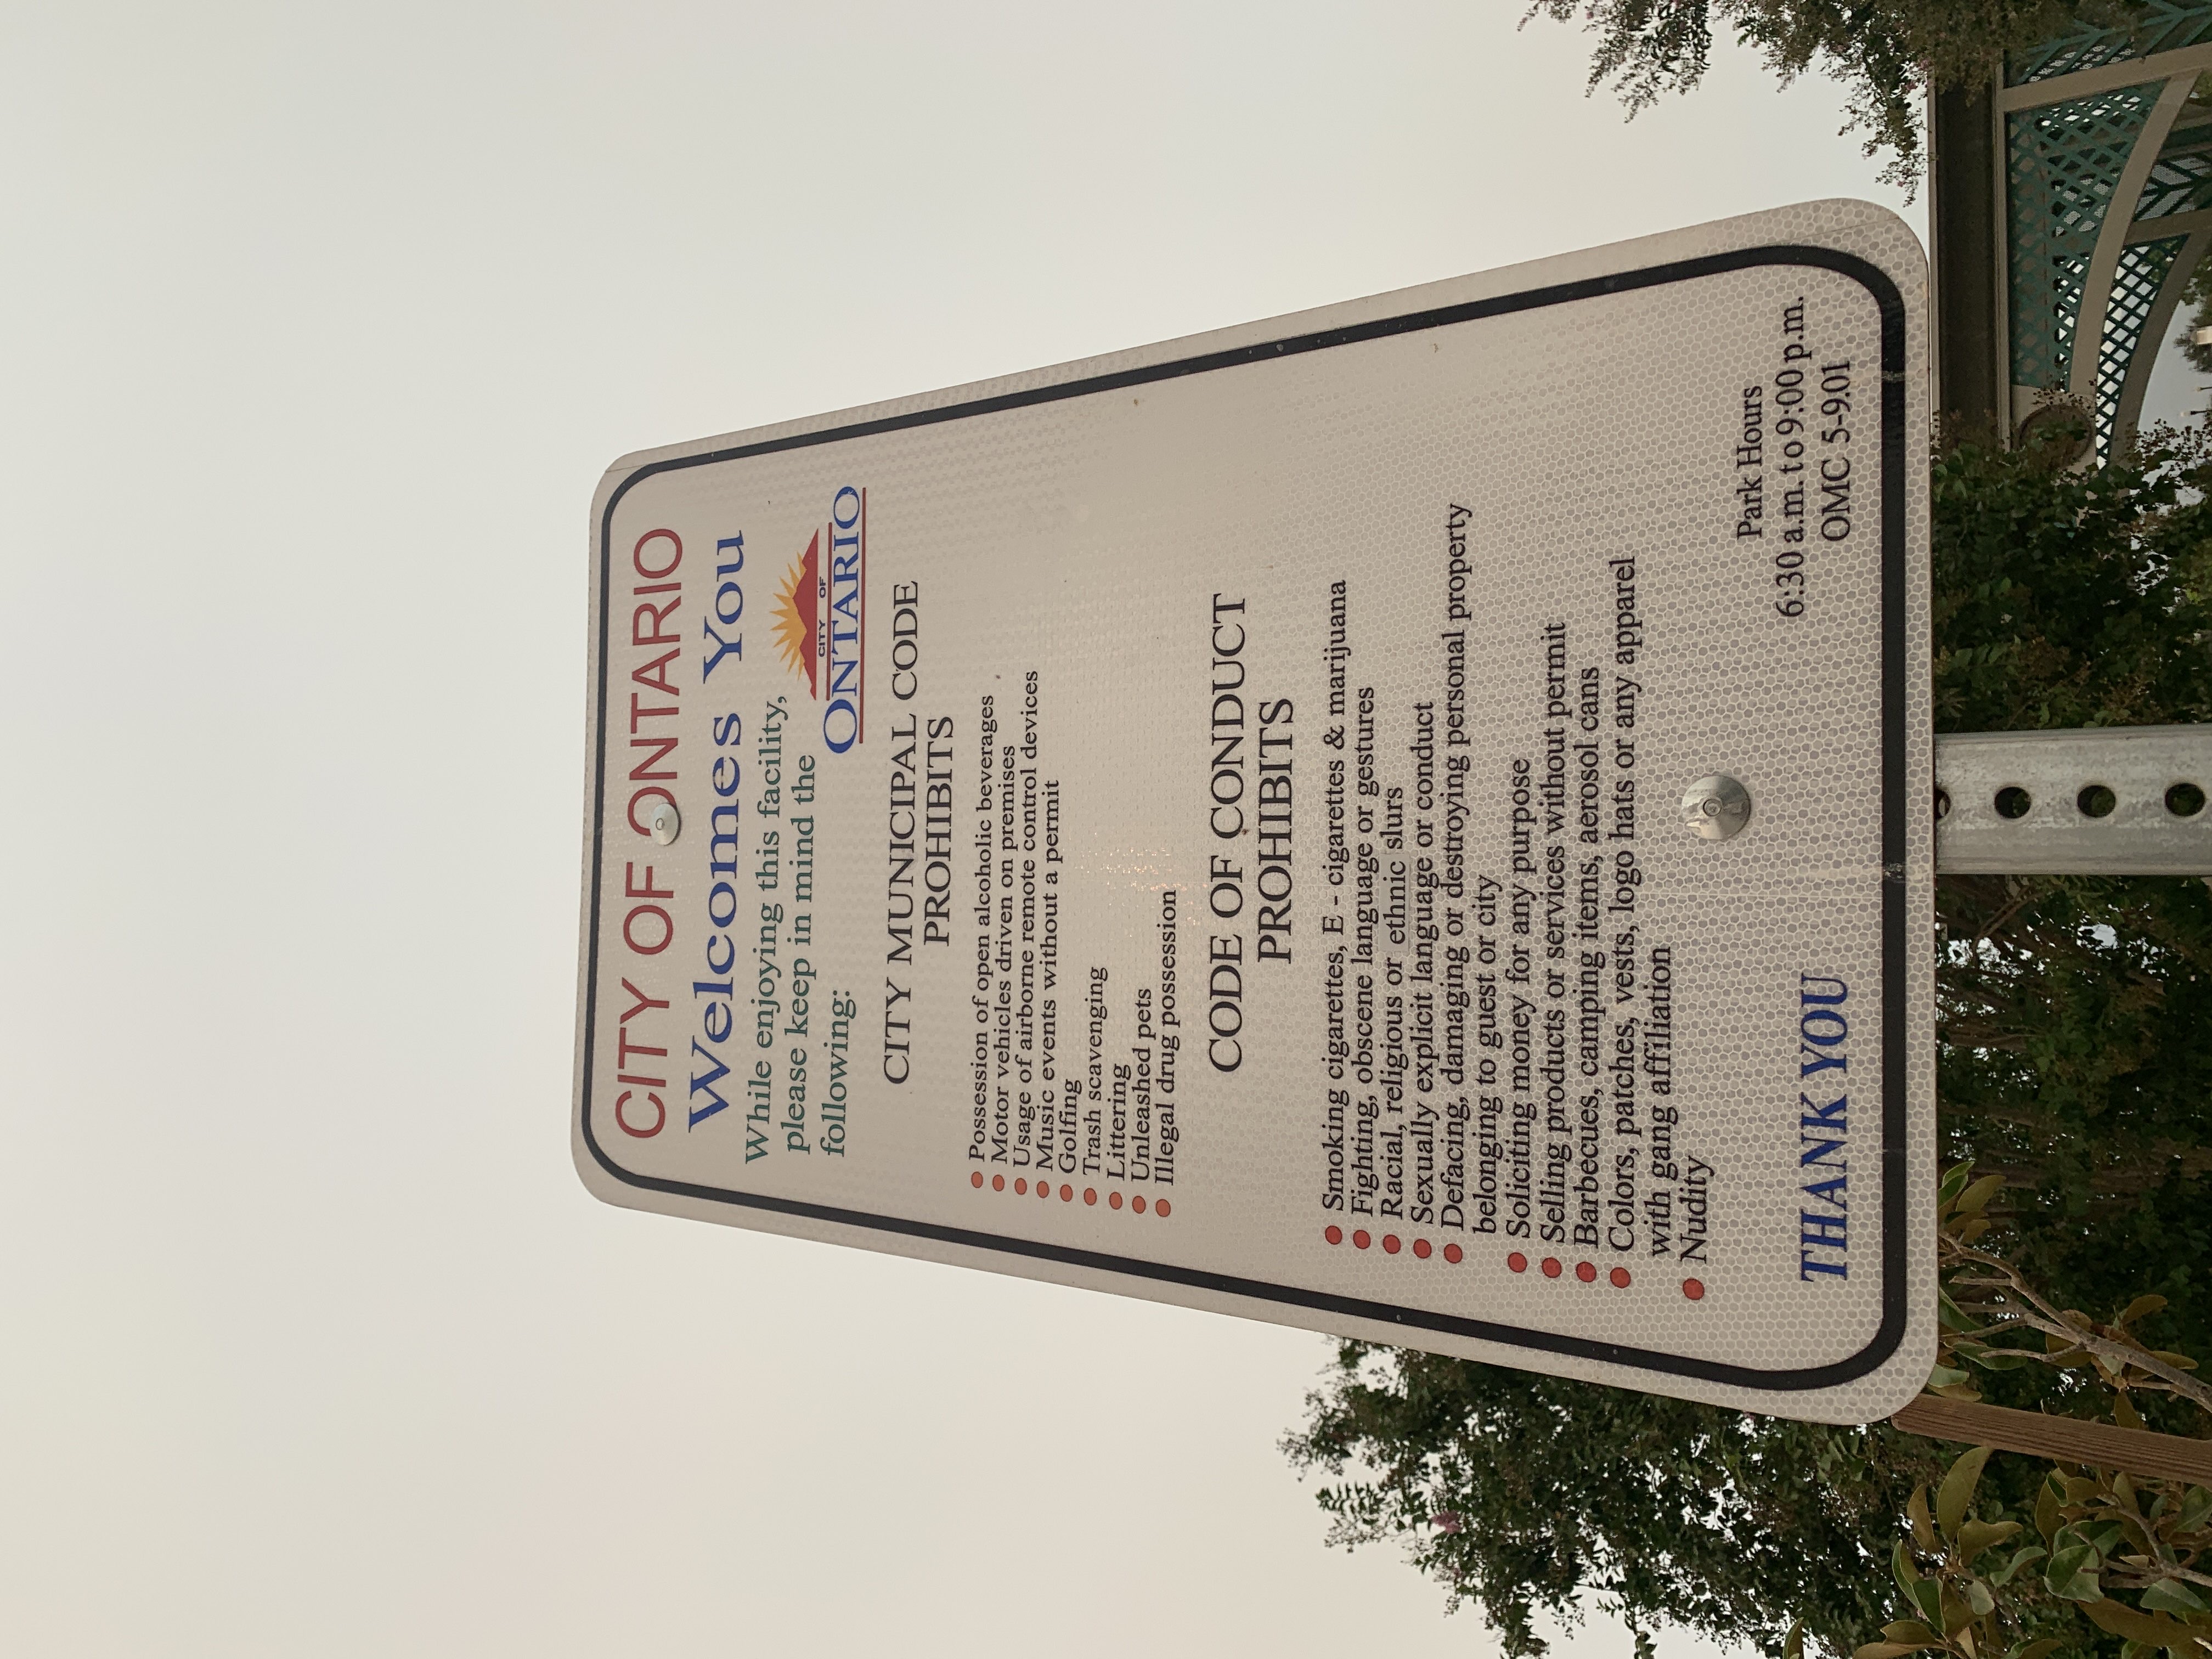 CITY OF ONTARIO
Welcomes You
While enjoying this facility,
please keep in mind the
following:
CITY OF
ONTARIO
CITY MUNICIPAL CODE
PROHIBITS
Possession of open alcoholic beverages
Motor vehicles driven on premises
Usage of airborne remote control devices
Music events without a permit
Golfing
Trash scavenging
Littering
Unleashed pets
Illegal drug possession
CODE OF CONDUCT
PROHIBITS
Smoking cigarettes, E - cigarettes & marijuana
Fighting, obscene language or gestures
Racial, religious or ethnic slurs
Sexually explicit language or conduct
Defacing, damaging or destroying personal property
belonging to guest or city
Soliciting money for any purpose
Selling products or services without permit
Barbecues, camping items, aerosol cans
Colors, patches, vests, logo hats or any apparel
with gang affiliation
Nudity
THANK YOU
Park Hours
6:30 a.m. to 9:00 p.m.
OMC 5-9.01